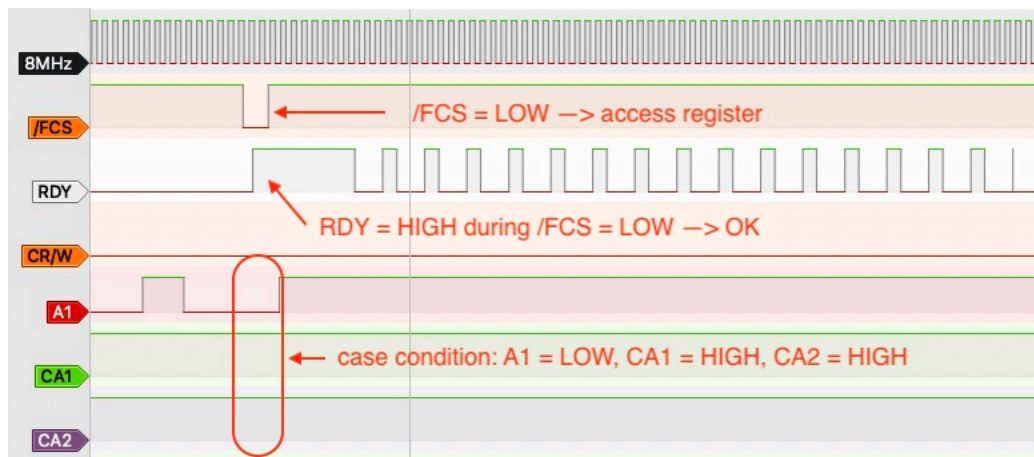 8MHz
/FCS = LOW —> access register
/FCS
RDY
RDY = HIGH during /FCS = LOW —> OK
CR/W
A1
case condition: A1 = LOW, CA1 = HIGH, CA2 = HIGH
CA1
CA2